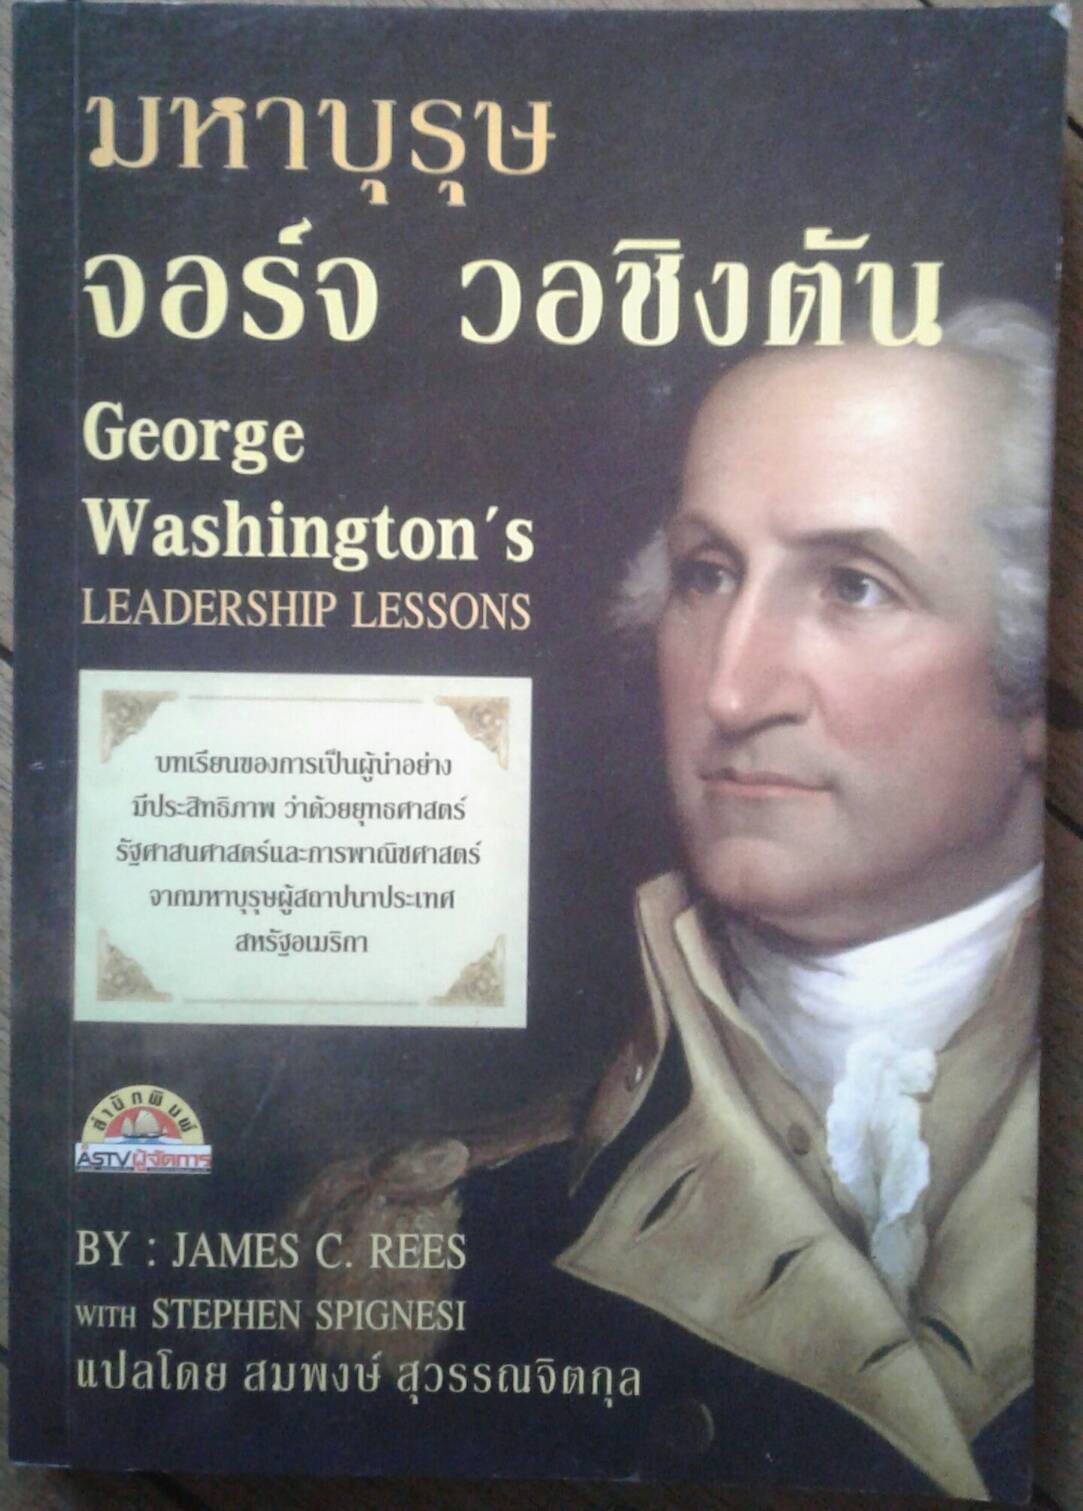 มหาบุรุษ
จอร์จ วอชิงตัน
George
Washington's
LEADERSHIP LESSONS
บทเรียนของการเป็นผู้นำอย่าง
มีประสิทธิภาพ ว่าด้วยยุทธศาสตร์
รัฐศาสนศาสตร์และการพาณิชศาสตร์
จากมหาบุรุษผู้สถาปนาประเทศ
สหรัฐอเมริกา
สำนักพิมพ์
ASTV ผู้จัดการ
BY : JAMES C. REES
WITH STEPHEN SPIGNESI
แปลโดย สมพงษ์ สุวรรณจิตกุล